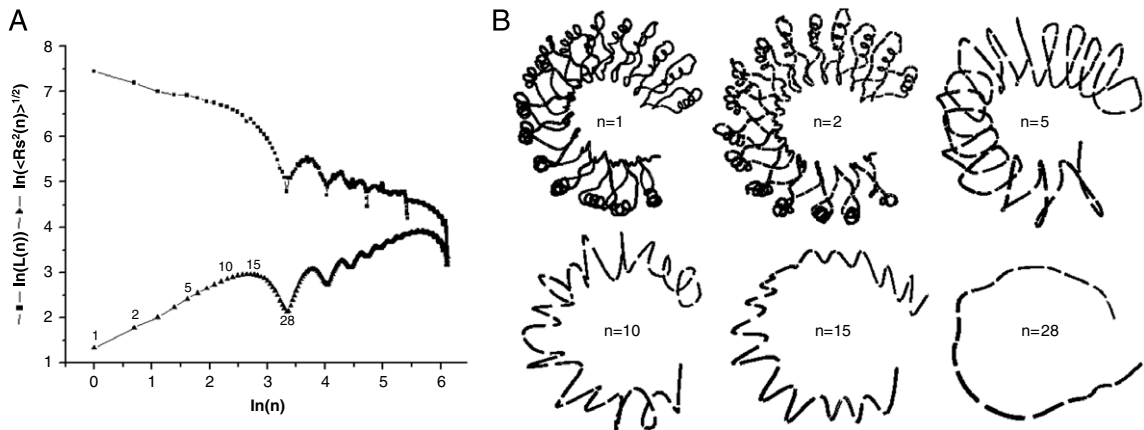 A
B
~ ■ — ln(L(n)) ~▲— ln(<Rs²(n)>¹/²)
8
7
6
5
4
3
2
1
1
2
5
10
15
28
0
1
2
3
4
5
6
ln(n)
n=1
n=2
n=5
n=10
n=15
n=28